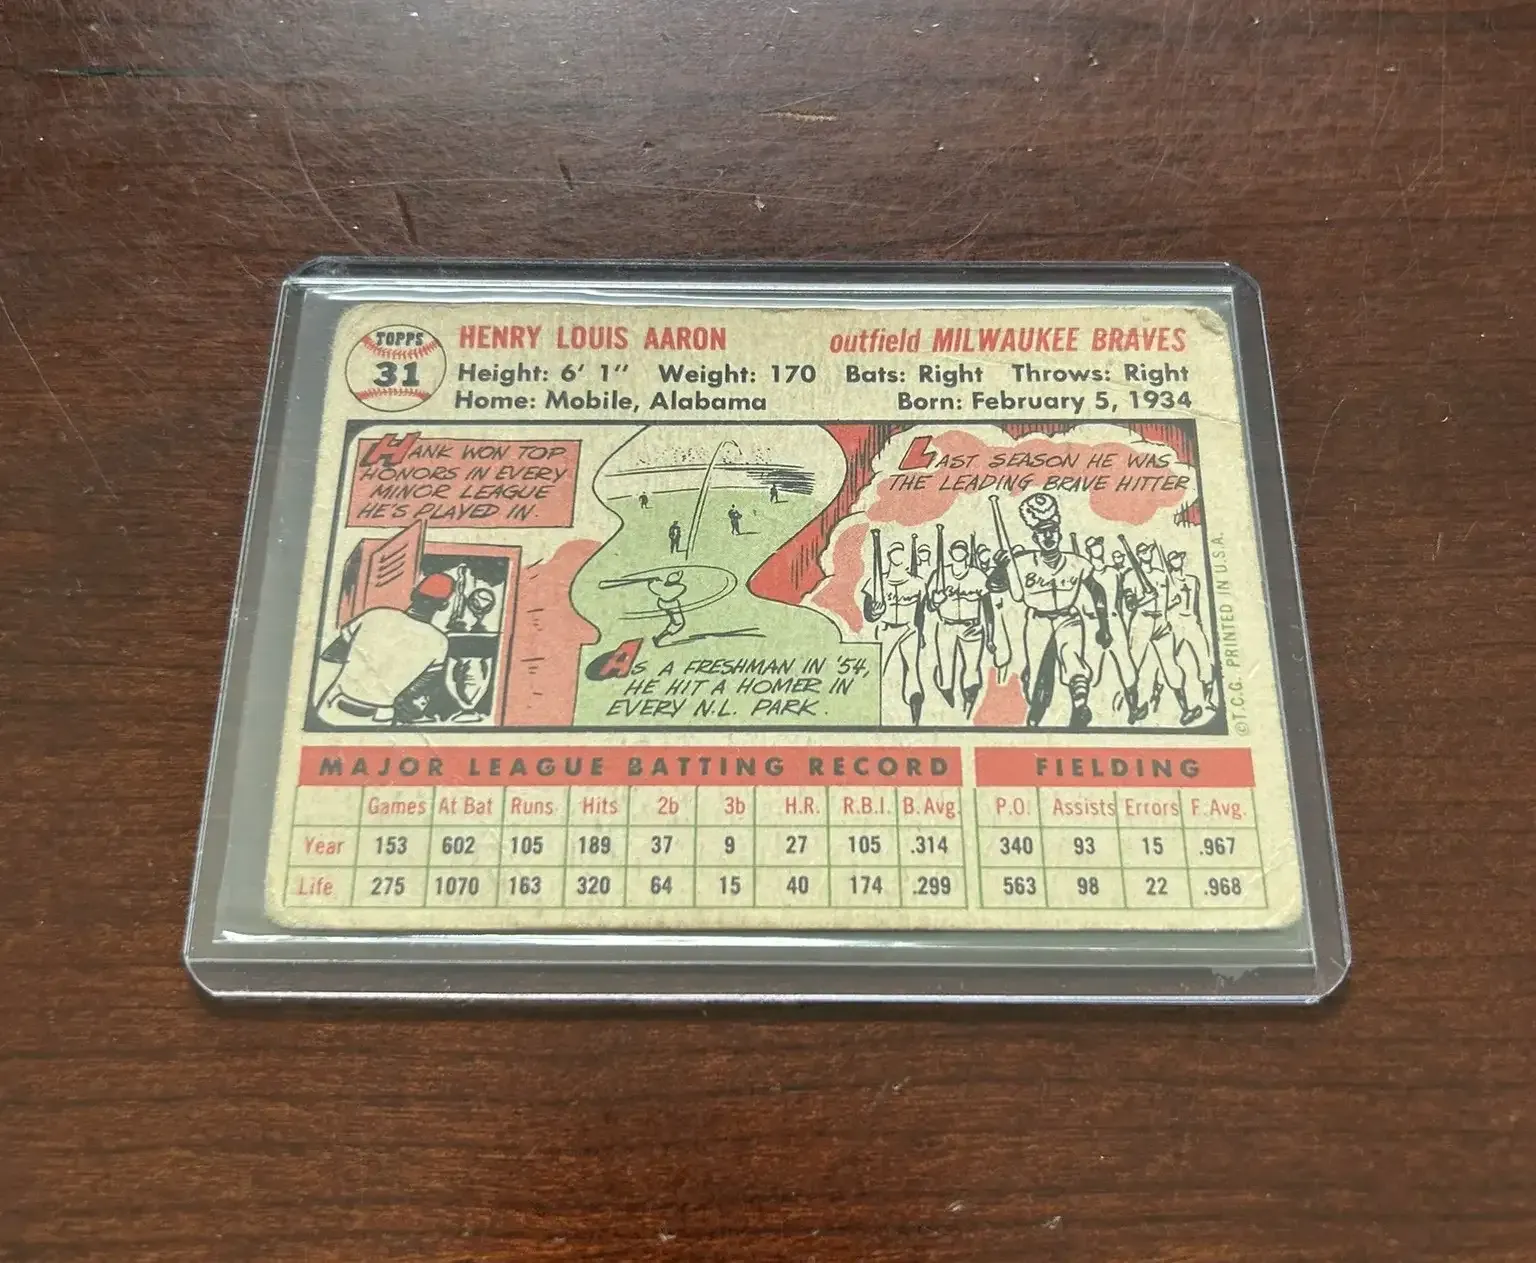 TOPPS
31
HENRY LOUIS AARON
outfield MILWAUKEE BRAVES
Height: 6' 1" Weight: 170 Bats: Right Throws: Right
Home: Mobile, Alabama
Born: February 5, 1934
HANK WON TOP
HONORS IN EVERY
MINOR LEAGUE
HE'S PLAYED IN.
AS A FRESHMAN IN '54,
HE HIT A HOMER IN
EVERY N.L. PARK.
LAST SEASON HE WAS
THE LEADING BRAVE HITTER
Braves
©T.C.G. PRINTED IN U.S.A.
MAJOR LEAGUE BATTING RECORD
FIELDING
Games At Bat Runs Hits 2b 3b H.R. R.B.I. B. Avg. P.O. Assists Errors F. Avg.
Year 153 602 105 189 37 9 27 105 .314 340 93 15 .967
Life 275 1070 163 320 64 15 40 174 .299 563 98 22 .968